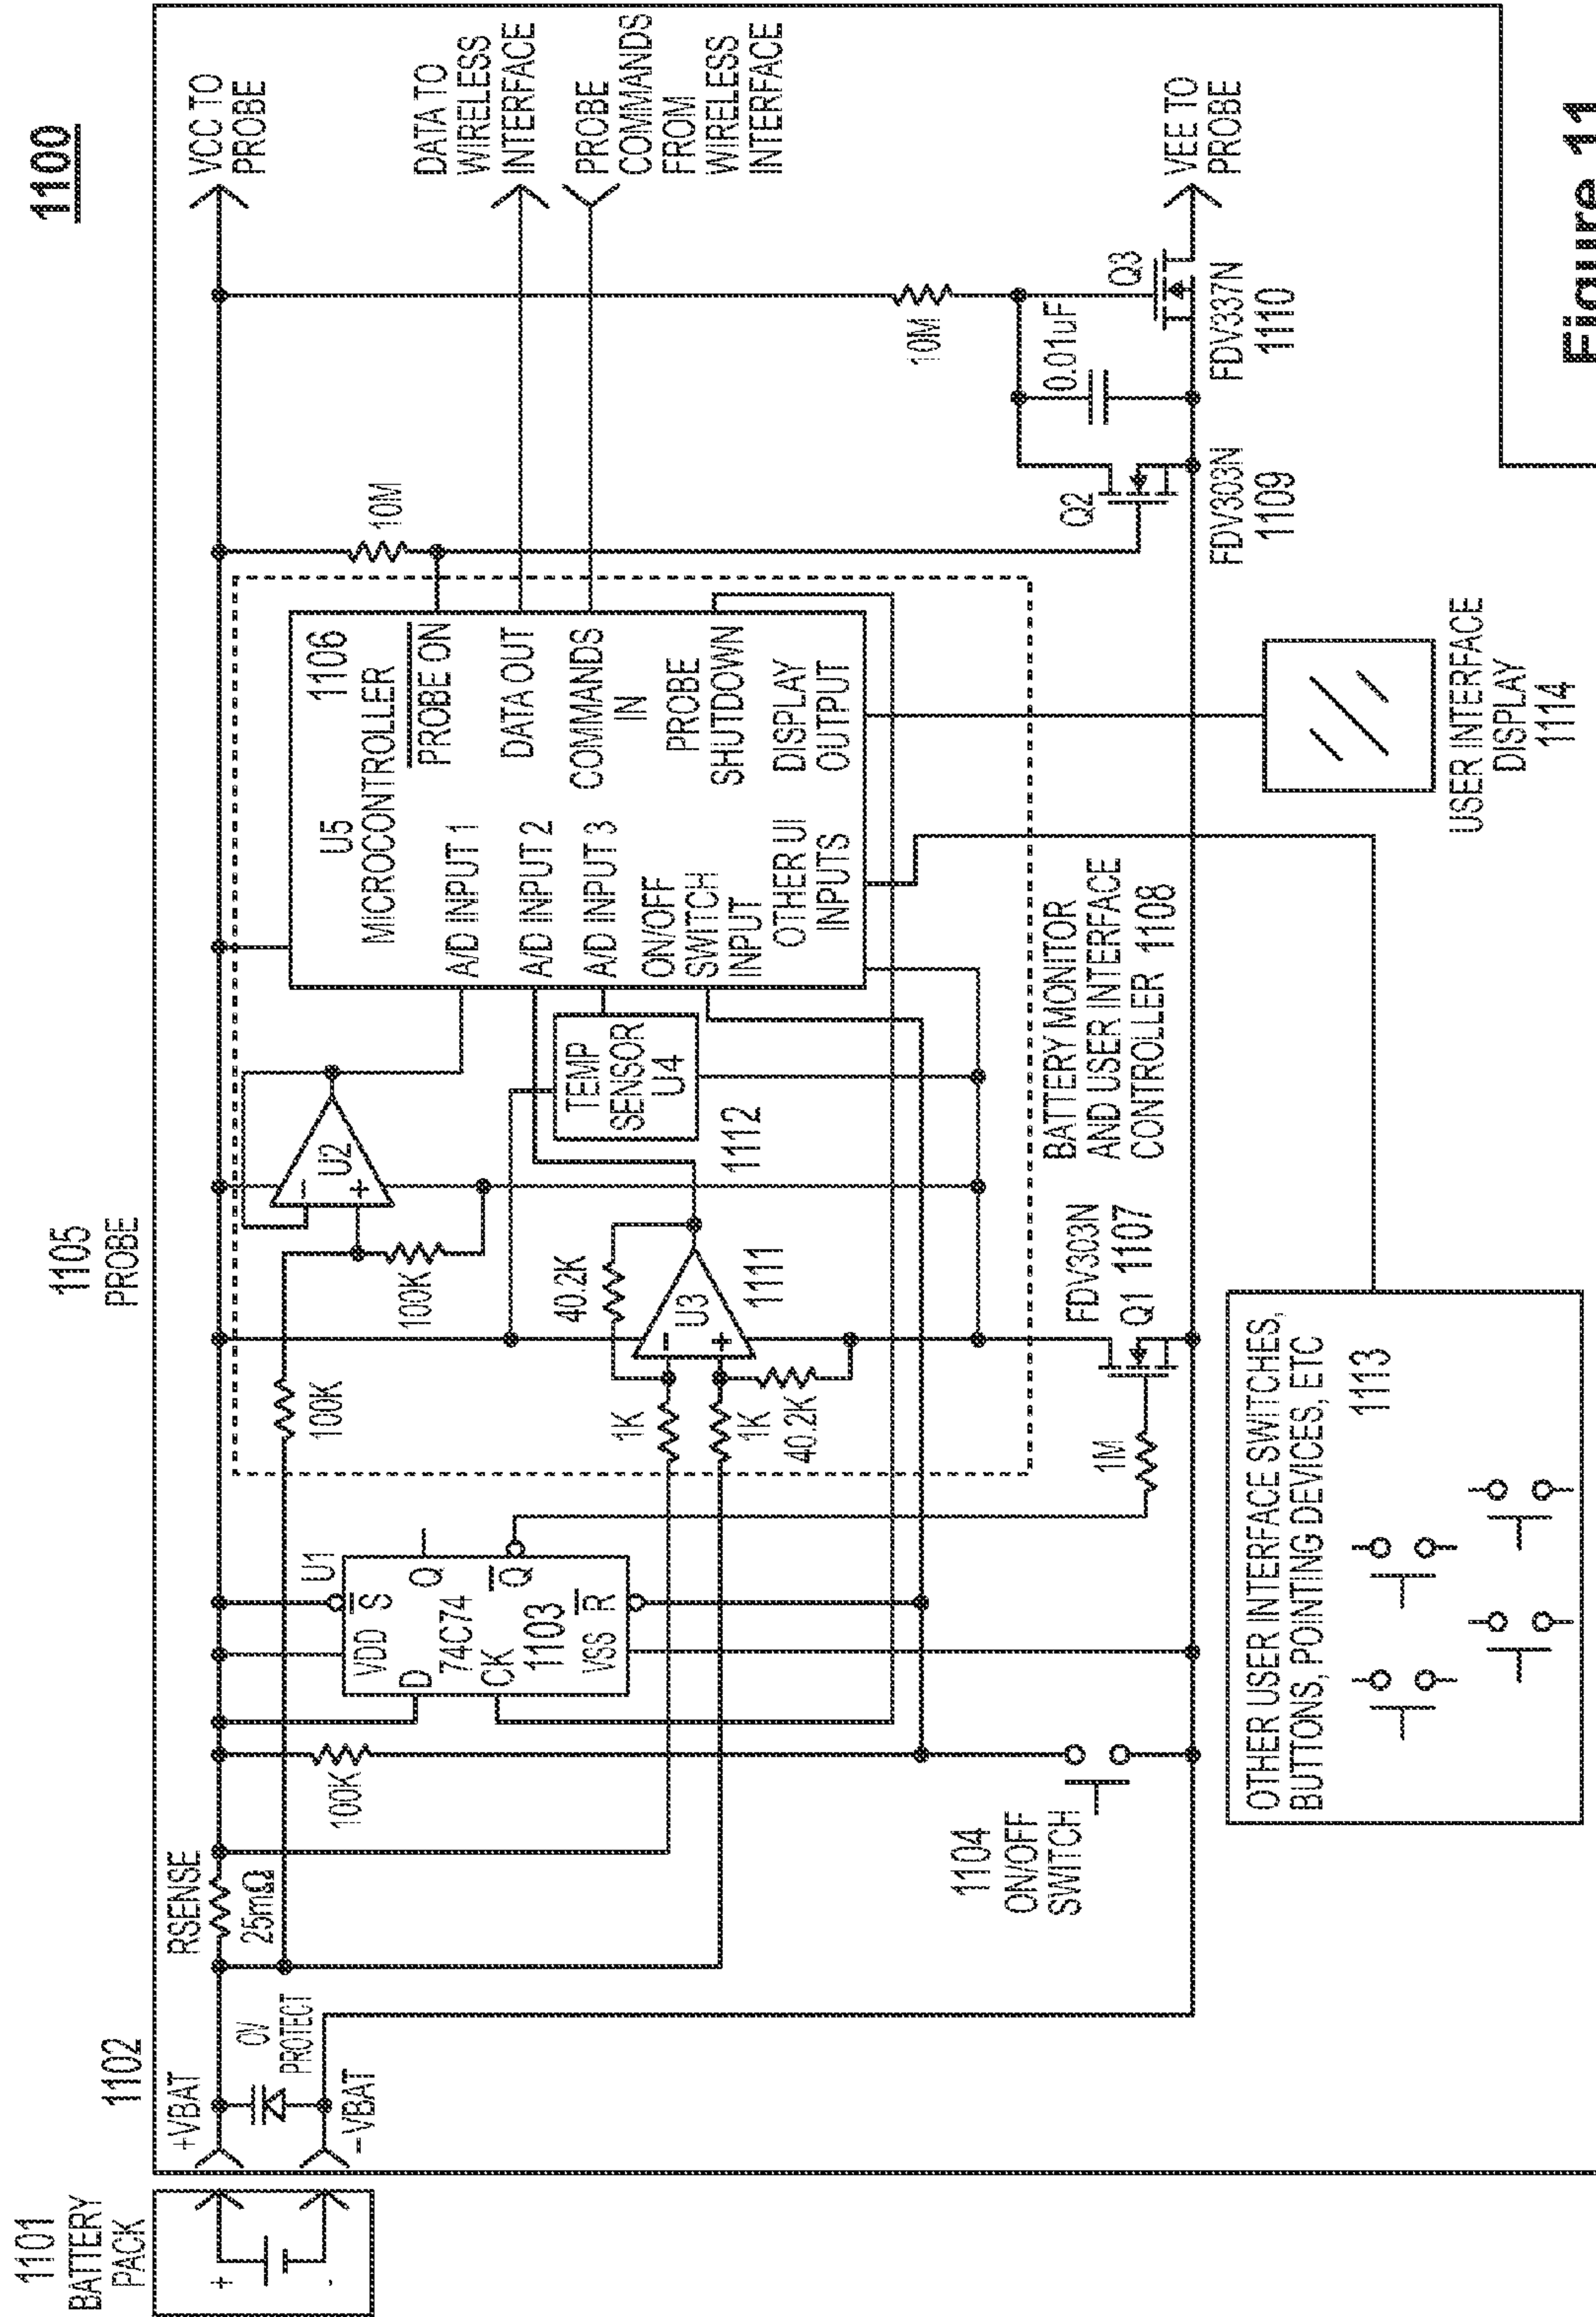 1100
1101
BATTERY
PACK
+
-
1102
+VBAT
-VBAT
OV
PROTECT
RSENSE
25mΩ
1105
PROBE
100K
1104
ON/OFF
SWITCH
U1
VDD S
D
Q
74C74
CK
Q
1103
VSS R
100K
100K
U2
-
+
1K
1K
40.2K
40.2K
U3
-
+
1111
TEMP
SENSOR
U4
1112
1M
FDV303N
Q1 1107
BATTERY MONITOR
AND USER INTERFACE
CONTROLLER 1108
U5
1106
MICROCONTROLLER
A/D INPUT 1
A/D INPUT 2
A/D INPUT 3
ON/OFF
SWITCH
INPUT
OTHER UI
INPUTS
PROBE ON
DATA OUT
COMMANDS
IN
PROBE
SHUTDOWN
DISPLAY
OUTPUT
10M
10M
0.01uF
Q2
FDV303N
1109
Q3
FDV337N
1110
VCC TO
PROBE
DATA TO
WIRELESS
INTERFACE
PROBE
COMMANDS
FROM
WIRELESS
INTERFACE
VEE TO
PROBE
OTHER USER INTERFACE SWITCHES,
BUTTONS, POINTING DEVICES, ETC
1113
USER INTERFACE
DISPLAY
1114
Figure 11